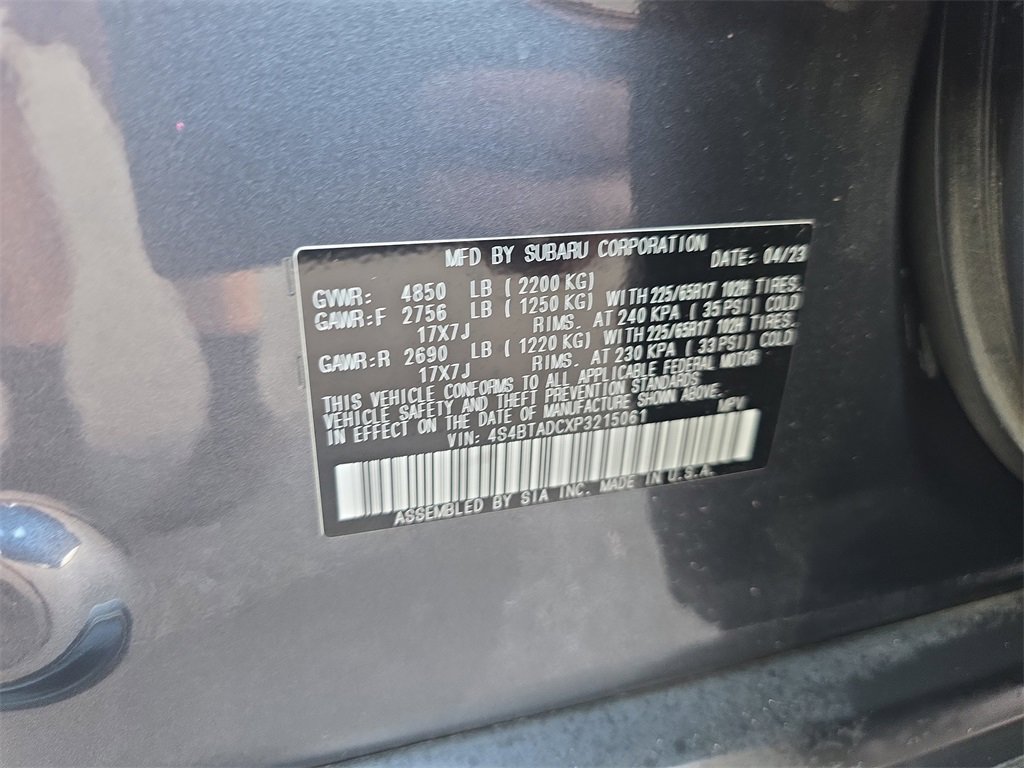 MFD BY SUBARU CORPORATION DATE: 04/23
GVWR: 4850 LB ( 2200 KG)
GAWR:F 2756 LB ( 1250 KG) WITH 225/65R17 102H TIRES.
17X7J RIMS. AT 240 KPA ( 35 PSI) COLD
GAWR:R 2690 LB ( 1220 KG) WITH 225/65R17 102H TIRES.
17X7J RIMS. AT 230 KPA ( 33 PSI) COLD
THIS VEHICLE CONFORMS TO ALL APPLICABLE FEDERAL MOTOR
VEHICLE SAFETY AND THEFT PREVENTION STANDARDS
IN EFFECT ON THE DATE OF MANUFACTURE SHOWN ABOVE.
VIN: 4S4BTADCXP3215061 MPV
ASSEMBLED BY SIA INC. MADE IN U.S.A.